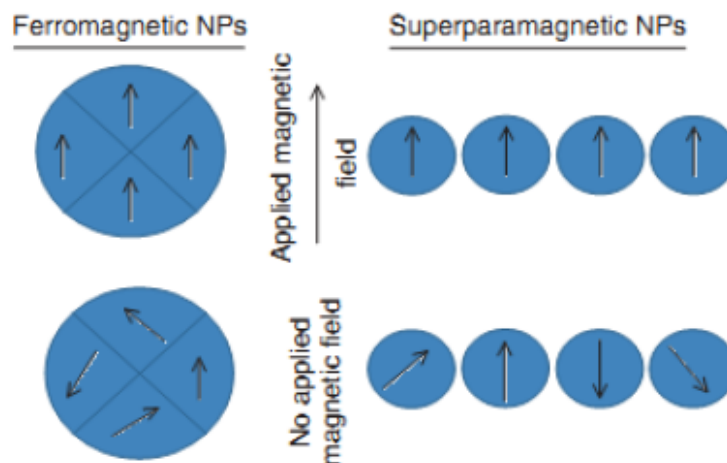 Ferromagnetic NPs
Superparamagnetic NPs
Applied magnetic
field
No applied
magnetic field